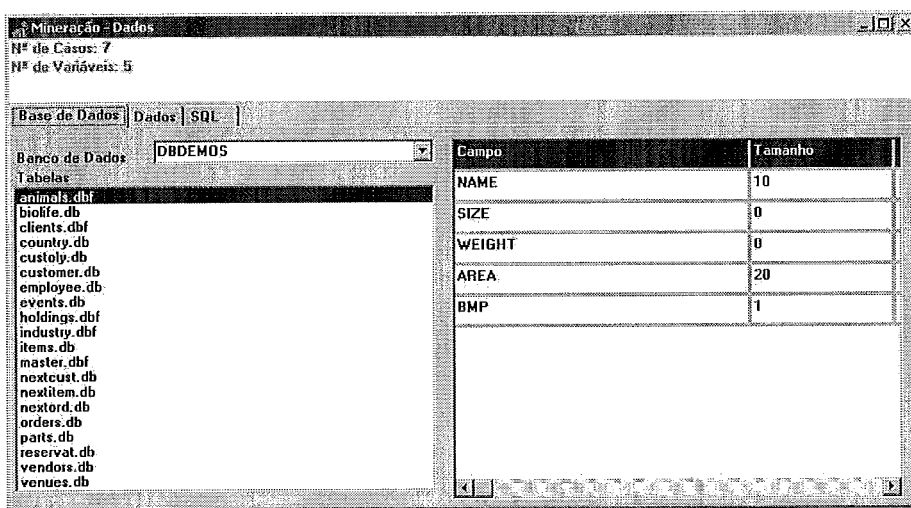 Mineração - Dados
Nº de Casos: 7
Nº de Variáveis: 5
Base de Dados Dados SQL
Banco de Dados DBDEMOS
Tabelas
animals.dbf
biolife.db
clients.dbf
country.db
custoly.db
customer.db
employee.db
events.db
holdings.dbf
industry.dbf
items.db
master.dbf
nextcust.db
nextitem.db
nextord.db
orders.db
parts.db
reservat.db
vendors.db
venues.db
Campo Tamanho
NAME 10
SIZE 0
WEIGHT 0
AREA 20
BMP 1